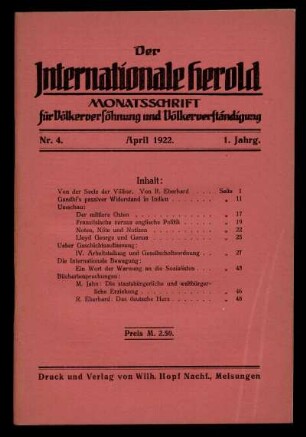 Der
Internationale Herold
MONATSSCHRIFT
für Völkerversöhnung und Völkerverständigung
Nr. 4. April 1922. 1. Jahrg.
Inhalt:
Von der Seele der Völker. Von R. Eberhard . . . . Seite 1
Gandhi's passiver Widerstand in Indien . . . . . „ 11
Umschau:
Der mittlere Osten . . . . . . . . „ 17
Französische versus englische Politik . . . . „ 19
Noten, Nöte und Notizen . . . . . . „ 22
Lloyd George und Genua . . . . . . „ 25
Ueber Geschichtsschreibung:
IV. Arbeitsteilung und Gesellschaftsordnung . . . „ 27
Die Internationale Bewegung:
Ein Wort der Warnung an die Sozialisten . . . „ 43
Bücherbesprechungen:
M. Jahn: Die staatsbürgerliche und weltbürger-
liche Erziehung . . . . . . . . . „ 46
R. Eberhard: Das deutsche Herz . . . . . „ 48
Preis M. 2.50.
Druck und Verlag von Wilh. Hopf Nachf., Melsungen